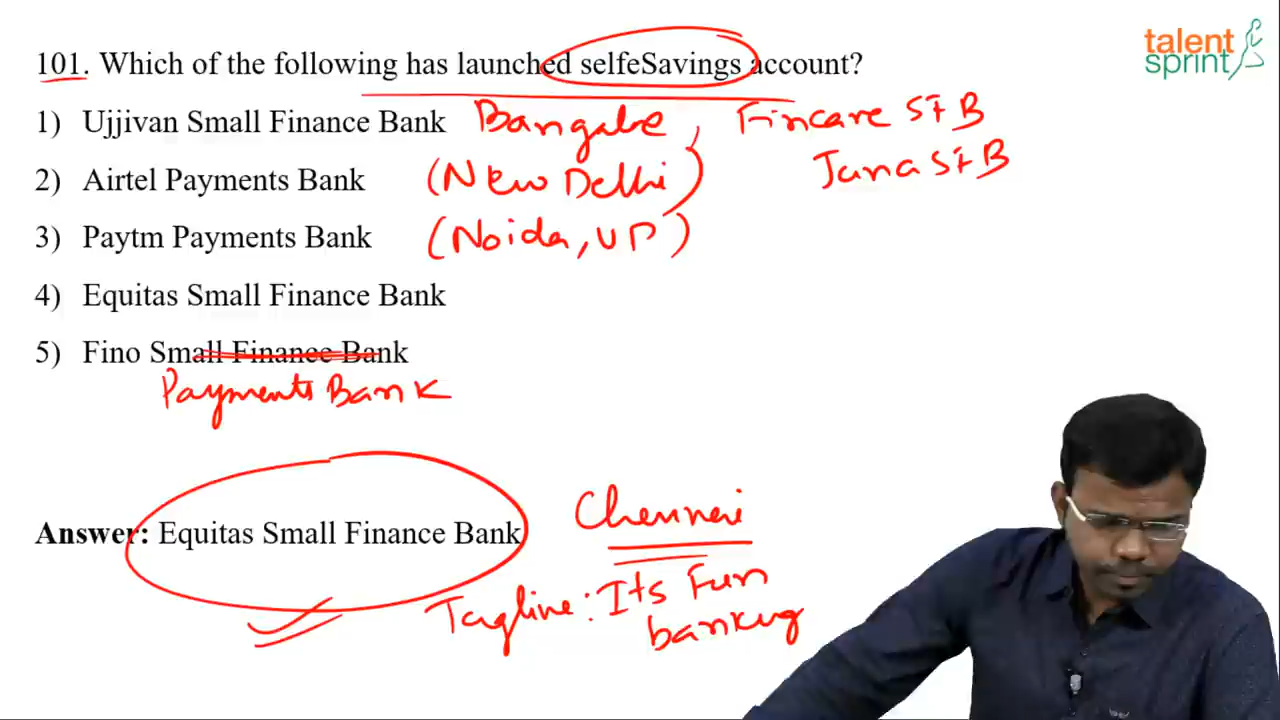 talent
sprint
101. Which of the following has launched selfeSavings account?
1) Ujjivan Small Finance Bank Bangalore, Fincare SFB
Jana SFB
2) Airtel Payments Bank (New Delhi)
3) Paytm Payments Bank (Noida, UP)
4) Equitas Small Finance Bank
5) Fino Small Finance Bank
Payments Bank
Answer: Equitas Small Finance Bank Chennai
Tagline: Its Fun
banking